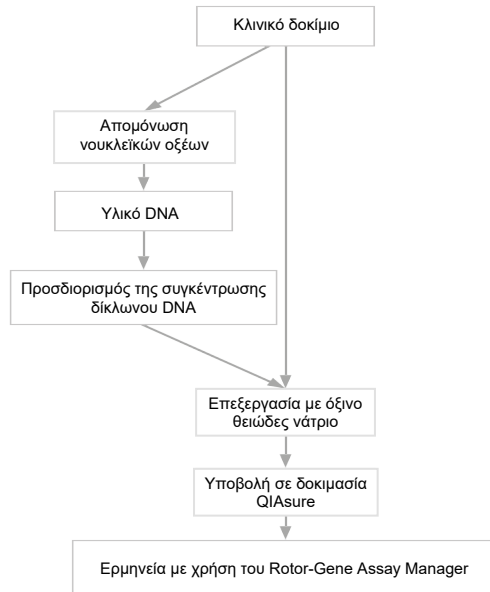 Κλινικό δοκίμιο
Απομόνωση
νουκλεϊκών οξέων
Υλικό DNA
Προσδιορισμός της συγκέντρωσης
δίκλωνου DNA
Επεξεργασία με όξινο
θειώδες νάτριο
Υποβολή σε δοκιμασία
QIAsure
Ερμηνεία με χρήση του Rotor-Gene Assay Manager